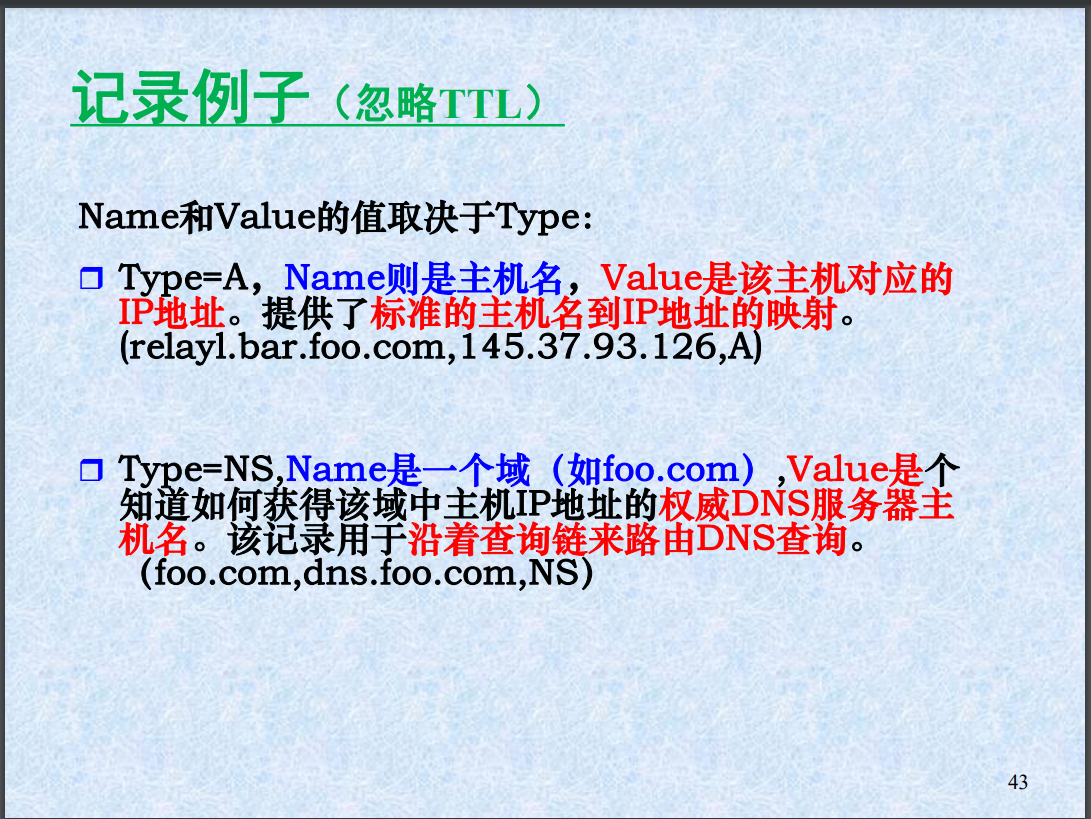 记录例子（忽略TTL）
Name和Value的值取决于Type:
Type=A，Name则是主机名，Value是该主机对应的
IP地址。提供了标准的主机名到IP地址的映射。
(relayl.bar.foo.com,145.37.93.126,A)
Type=NS,Name是一个域（如foo.com）,Value是个
知道如何获得该域中主机IP地址的权威DNS服务器主
机名。该记录用于沿着查询链来路由DNS查询。
（foo.com,dns.foo.com,NS）
43